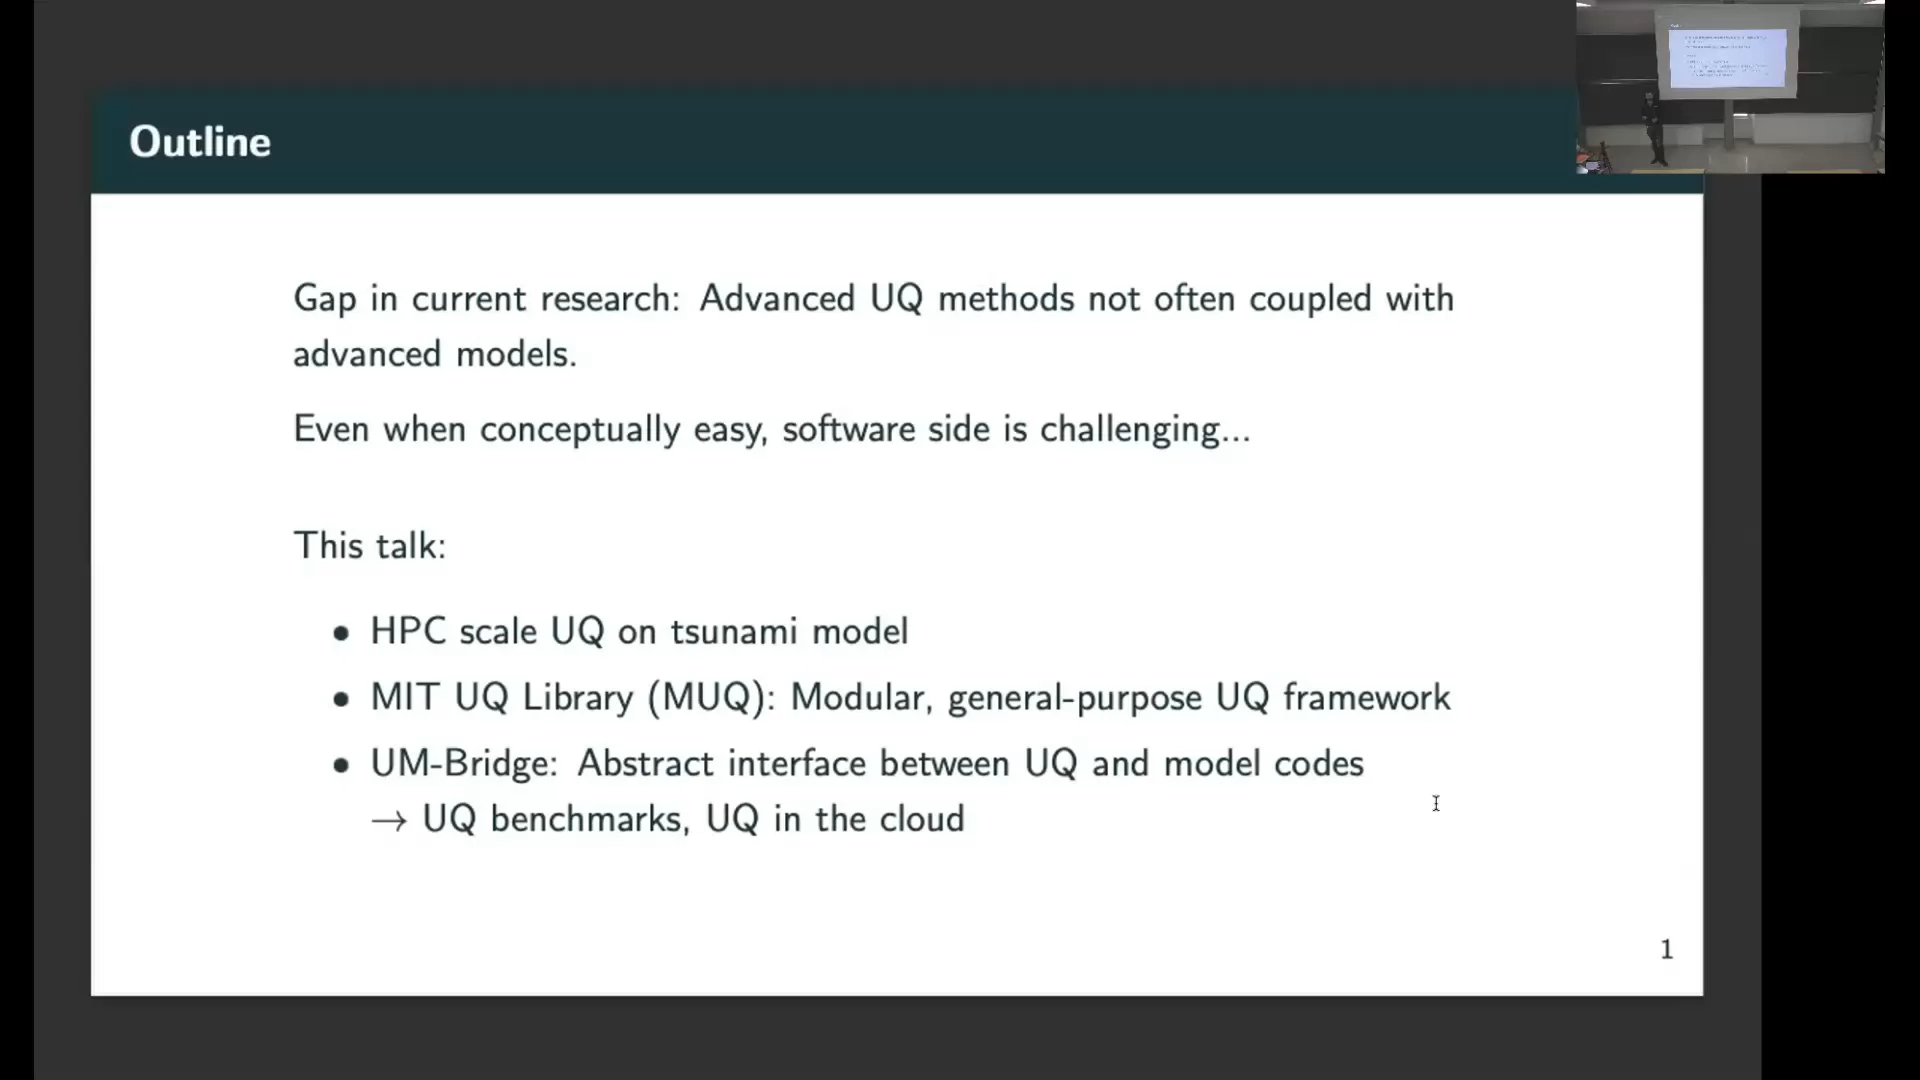 Outline
Gap in current research: Advanced UQ methods not often coupled with
advanced models.
Even when conceptually easy, software side is challenging...
This talk:
• HPC scale UQ on tsunami model
• MIT UQ Library (MUQ): Modular, general-purpose UQ framework
• UM-Bridge: Abstract interface between UQ and model codes
→ UQ benchmarks, UQ in the cloud
1